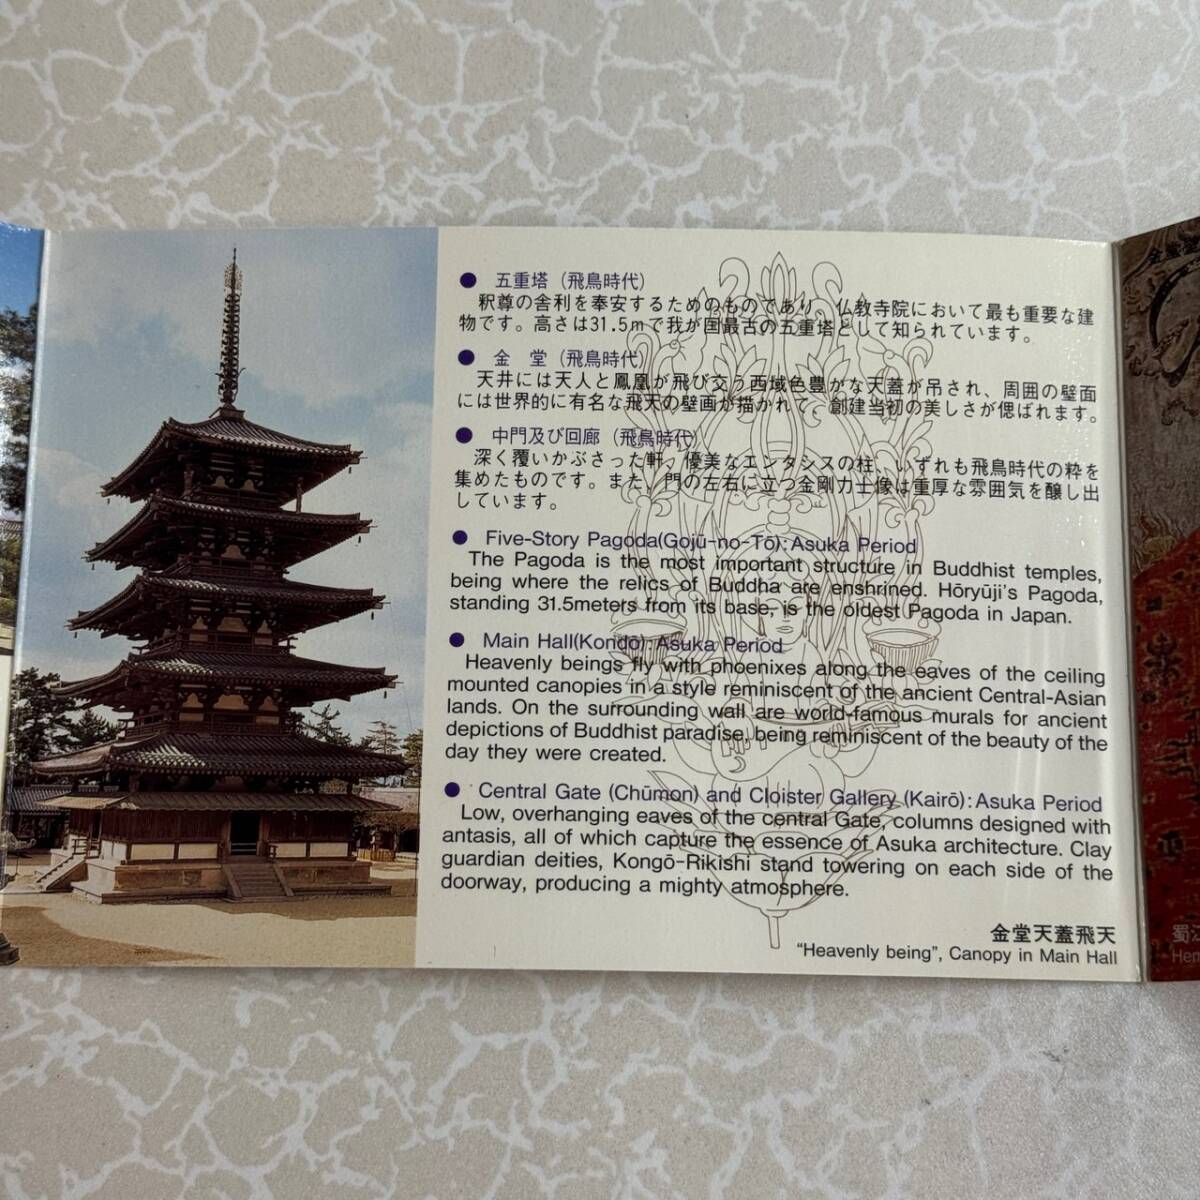 ● 五重塔（飛鳥時代）
釈尊の舎利を奉安するためのものであり、仏教寺院において最も重要な建
物です。高さは31.5mで我が国最古の五重塔として知られています。
● 金 堂（飛鳥時代）
天井には天人と鳳凰が飛び交う西域色豊かな天蓋が吊され、周囲の壁面
には世界的に有名な飛天の壁画が描かれて、創建当初の美しさが偲ばれます。
● 中門及び回廊（飛鳥時代）
深く覆いかぶさった軒、優美なエンタシスの柱、いずれも飛鳥時代の粋を
集めたものです。また、門の左右に立つ金剛力士像は重厚な雰囲気を醸し出
しています。
● Five-Story Pagoda(Gojū-no-Tō): Asuka Period
The Pagoda is the most important structure in Buddhist temples,
being where the relics of Buddha are enshrined. Hōryūji's Pagoda,
standing 31.5meters from its base, is the oldest Pagoda in Japan.
● Main Hall(Kondō): Asuka Period
Heavenly beings fly with phoenixes along the eaves of the ceiling
mounted canopies in a style reminiscent of the ancient Central-Asian
lands. On the surrounding wall are world-famous murals for ancient
depictions of Buddhist paradise, being reminiscent of the beauty of the
day they were created.
● Central Gate (Chūmon) and Cloister Gallery (Kairō): Asuka Period
Low, overhanging eaves of the central Gate, columns designed with
antasis, all of which capture the essence of Asuka architecture. Clay
guardian deities, Kongō-Rikishi stand towering on each side of the
doorway, producing a mighty atmosphere.
金堂天蓋飛天
"Heavenly being", Canopy in Main Hall